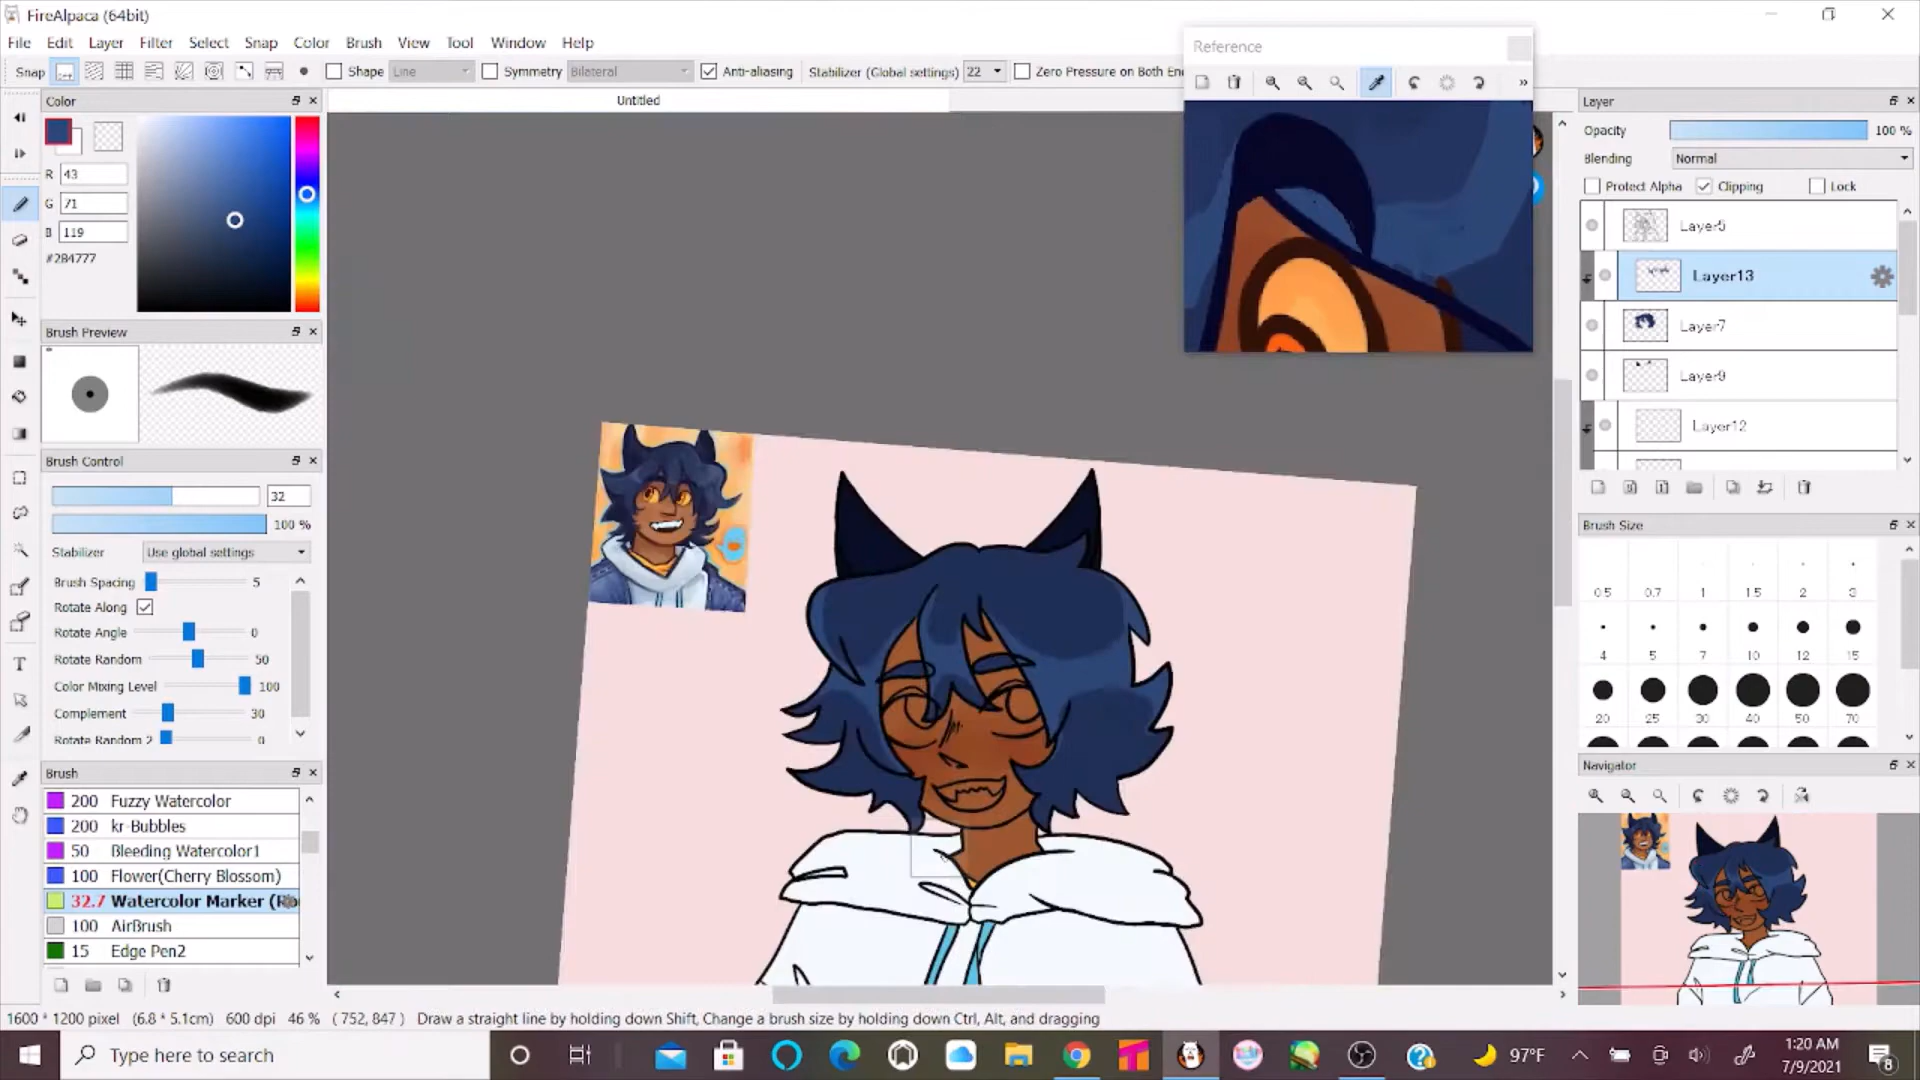 FireAlpaca (64bit)
File Edit Layer Filter Select Snap Color Brush View Tool Window Help
Snap Shape Line Symmetry Bilateral Anti-aliasing Stabilizer (Global settings) 22 Zero Pressure on Both En
Reference
Color
Untitled
R 43
G 71
B 119
#284777
Brush Preview
Brush Control
32
100 %
Stabilizer Use global settings
Brush Spacing 5
Rotate Along
Rotate Angle 0
Rotate Random 50
Color Mixing Level 100
Complement 30
Rotate Random 2 0
Brush
200 Fuzzy Watercolor
200 kr-Bubbles
50 Bleeding Watercolor1
100 Flower(Cherry Blossom)
32.7 Watercolor Marker
100 AirBrush
15 Edge Pen2
Layer
Opacity 100 %
Blending Normal
Protect Alpha Clipping Lock
Layer5
Layer13
Layer7
Layer9
Layer12
Brush Size
0.5 0.7 1 1.5 2 3
4 5 7 10 12 15
20 25 30 40 50 70
Navigator
1600 * 1200 pixel (6.8 * 5.1cm) 600 dpi 46 % ( 752, 847 ) Draw a straight line by holding down Shift, Change a brush size by holding down Ctrl, Alt, and dragging
Type here to search
97°F
1:20 AM
7/9/2021
8